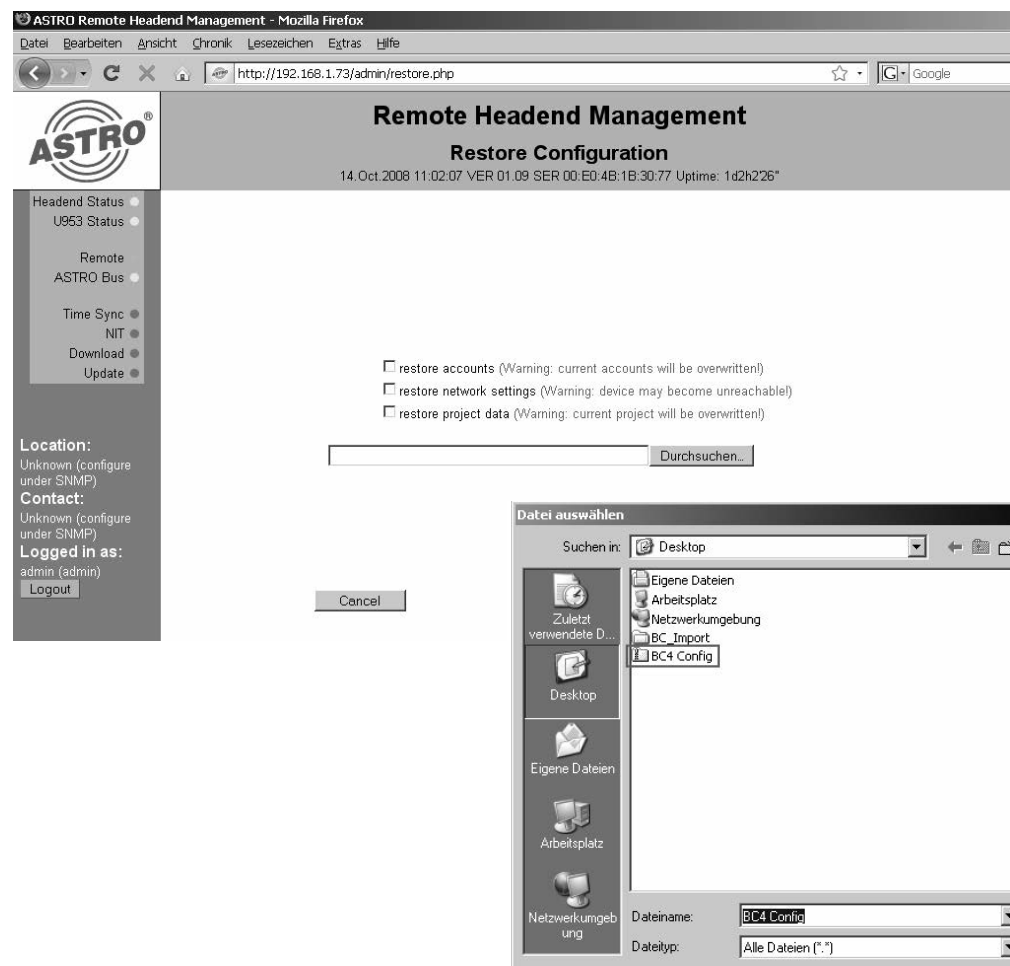 ASTRO Remote Headend Management - Mozilla Firefox
Datei Bearbeiten Ansicht Chronik Lesezeichen Extras Hilfe
http://192.168.1.73/admin/restore.php
G Google
ASTRO ®
Remote Headend Management
Restore Configuration
14.Oct.2008 11:02:07 VER 01.09 SER 00:E0:4B:1B:30:77 Uptime: 1d2h2'26"
Headend Status
U953 Status
Remote
ASTRO Bus
Time Sync
NIT
Download
Update
restore accounts (Warning: current accounts will be overwritten!)
restore network settings (Warning: device may become unreachable!)
restore project data (Warning: current project will be overwritten!)
Durchsuchen...
Location:
Unknown (configure
under SNMP)
Contact:
Unknown (configure
under SNMP)
Logged in as:
admin (admin)
Logout
Cancel
Datei auswählen
Suchen in: Desktop
Zuletzt
verwendete D...
Desktop
Eigene Dateien
Arbeitsplatz
Netzwerkumgeb
ung
Eigene Dateien
Arbeitsplatz
Netzwerkumgebung
BC_Import
BC4 Config
Dateiname: BC4 Config
Dateityp: Alle Dateien (*.*)